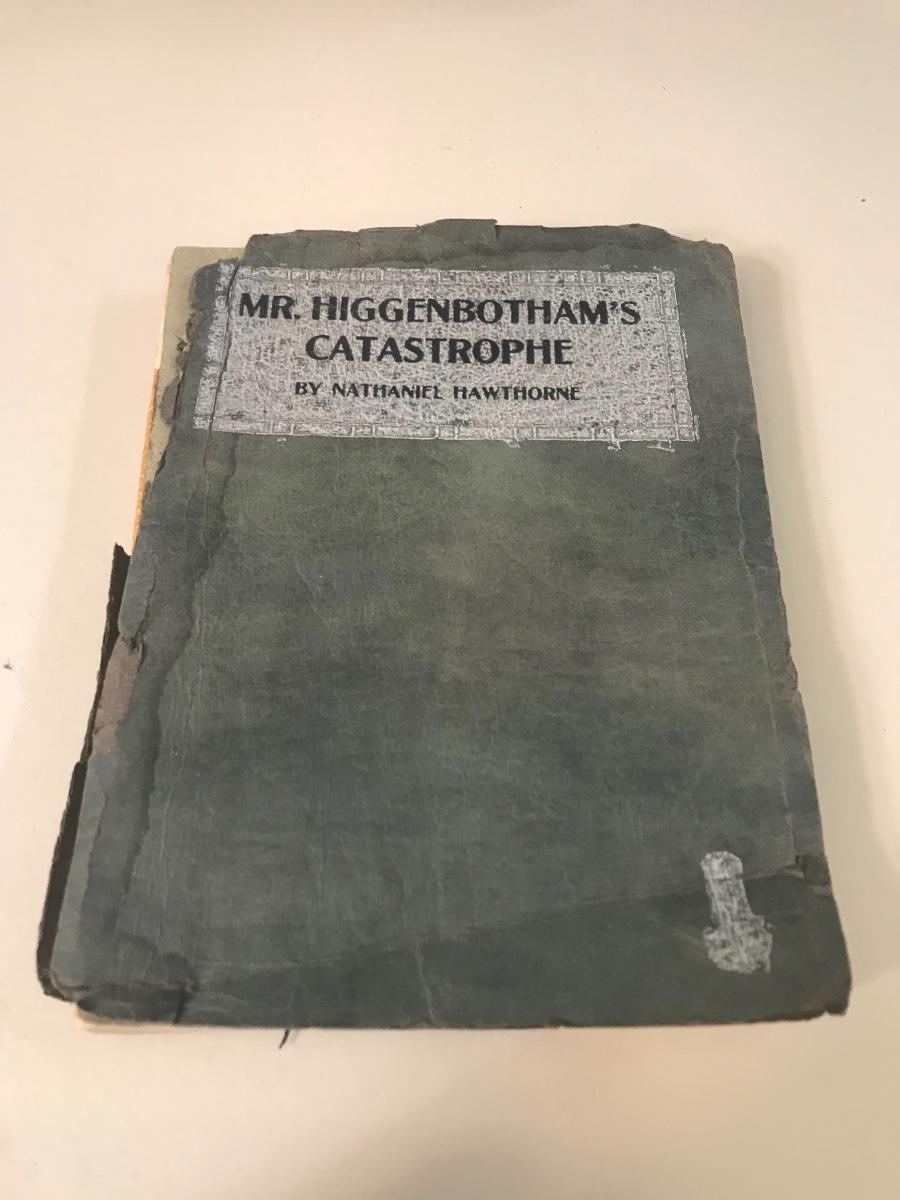 MR. HIGGENBOTHAM'S
CATASTROPHE
BY NATHANIEL HAWTHORNE